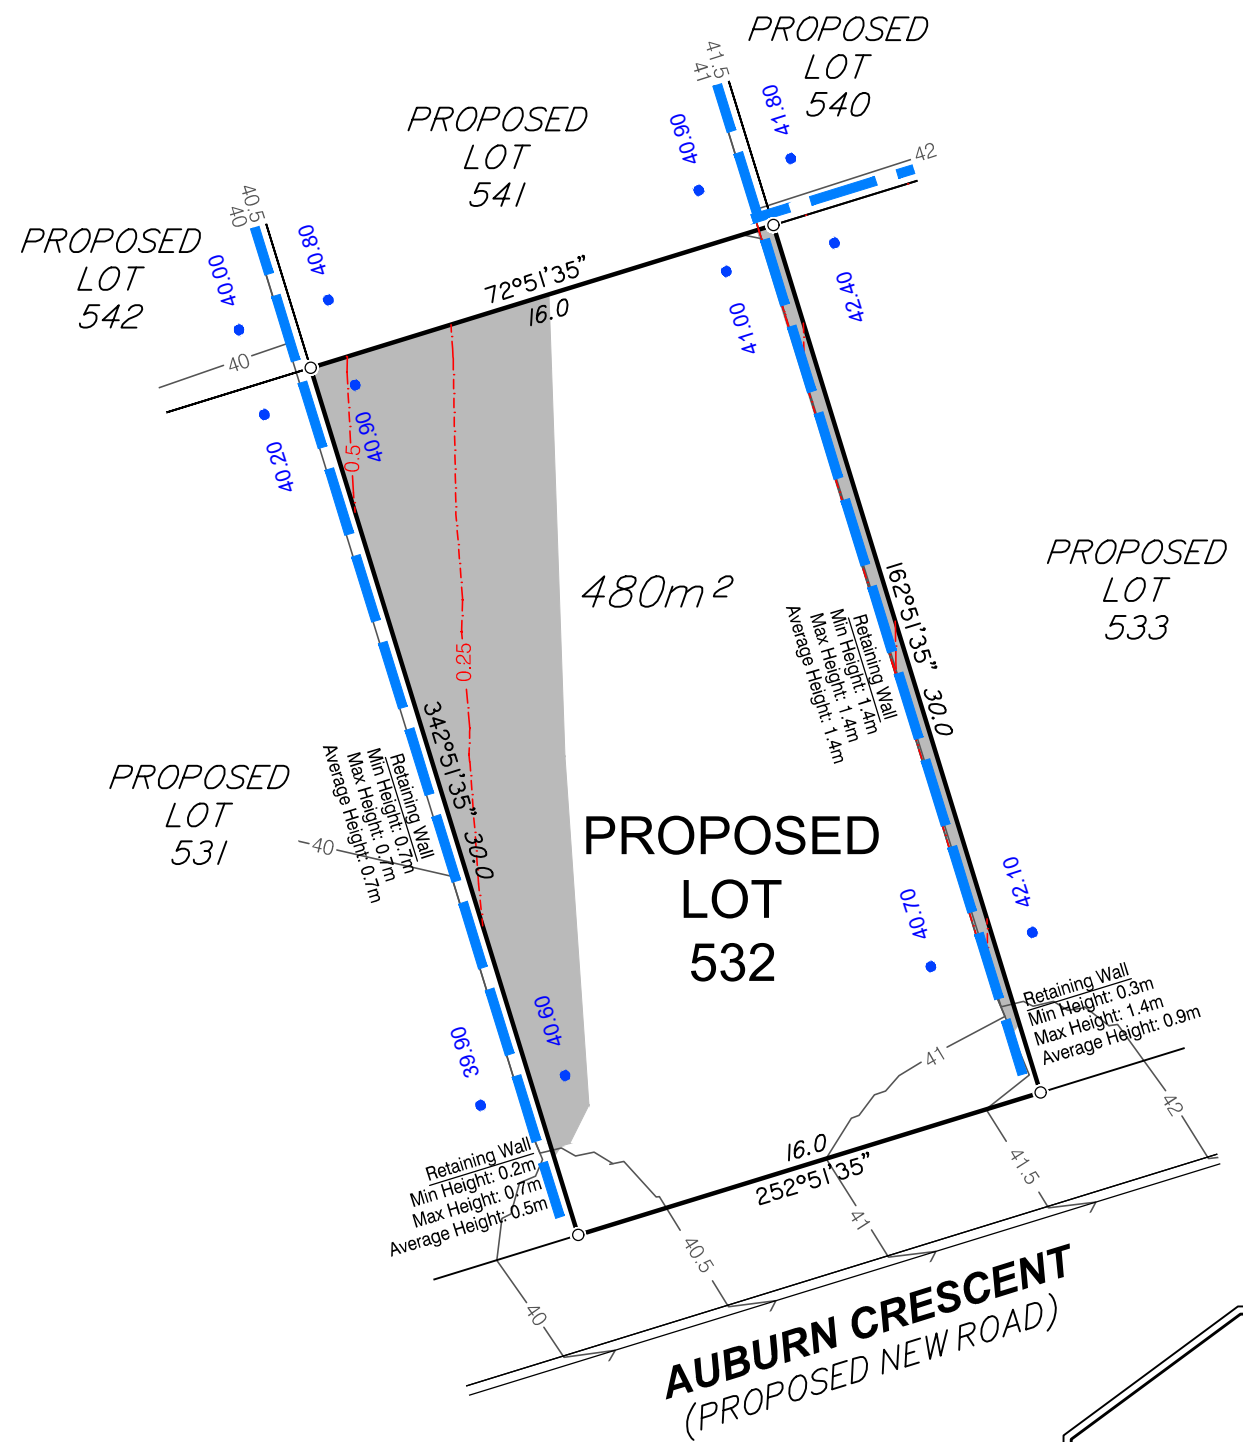 PROPOSED
LOT
540
41.5
41
41.80
40.90
42
PROPOSED
LOT
541
40.5
40
40.80
40.00
PROPOSED
LOT
542
40
72°51'35"
16.0
41.00
42.40
40.90
40.20
0.5
0.25
480m²
162°51'35"
30.0
Retaining Wall
Min Height: 1.4m
Max Height: 1.4m
Average Height: 1.4m
PROPOSED
LOT
533
342°51'35"
30.0
Retaining Wall
Min Height: 0.7m
Max Height: 0.7m
Average Height: 0.7m
PROPOSED
LOT
531
40
PROPOSED
LOT
532
40.70
42.10
39.90
40.60
Retaining Wall
Min Height: 0.3m
Max Height: 1.4m
Average Height: 0.9m
41
42
Retaining Wall
Min Height: 0.2m
Max Height: 0.7m
Average Height: 0.5m
16.0
252°51'35"
41.5
41
40.5
40
AUBURN CRESCENT
(PROPOSED NEW ROAD)